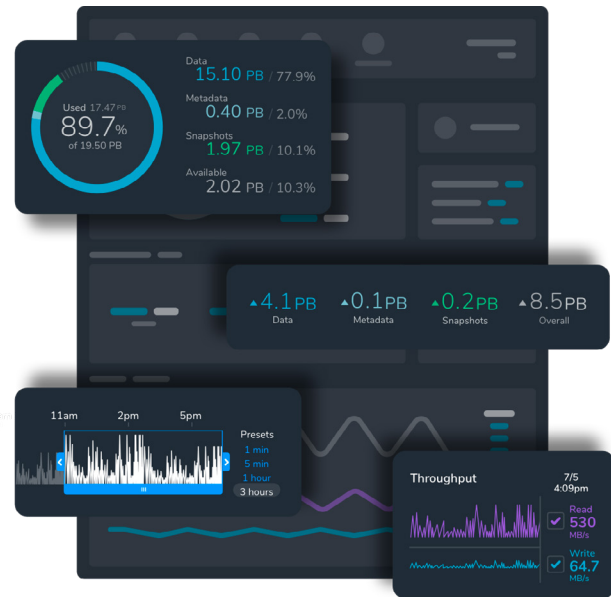 Used 17.47 PB
89.7%
of 19.50 PB
Data
15.10 PB / 77.9%
Metadata
0.40 PB / 2.0%
Snapshots
1.97 PB / 10.1%
Available
2.02 PB / 10.3%
▲4.1PB
Data
▲0.1PB
Metadata
▲0.2PB
Snapshots
▲8.5PB
Overall
11am 2pm 5pm
Presets
1 min
5 min
1 hour
3 hours
Throughput
7/5
4:09pm
Read
530
MB/s
Write
64.7
MB/s